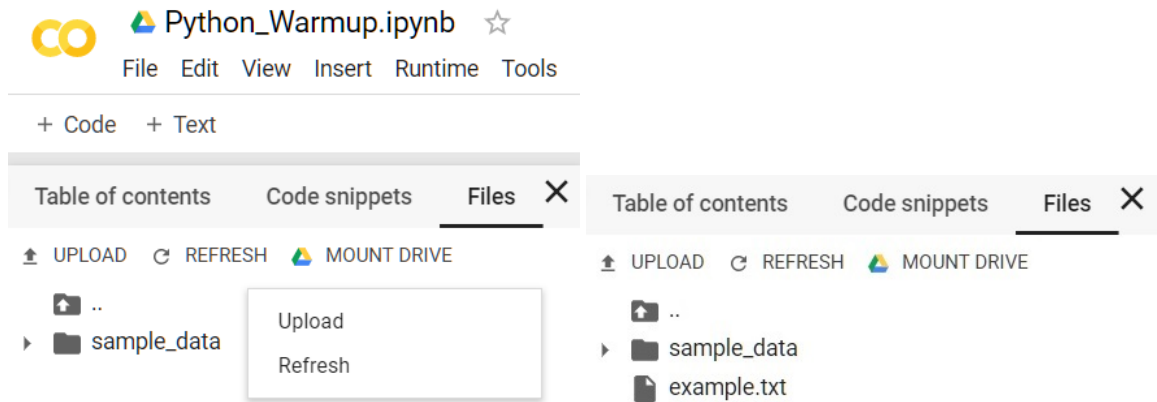 CO Python_Warmup.ipynb
File Edit View Insert Runtime Tools
+ Code + Text
Table of contents Code snippets Files
UPLOAD REFRESH MOUNT DRIVE
..
sample_data
Upload
Refresh
Table of contents Code snippets Files
UPLOAD REFRESH MOUNT DRIVE
..
sample_data
example.txt